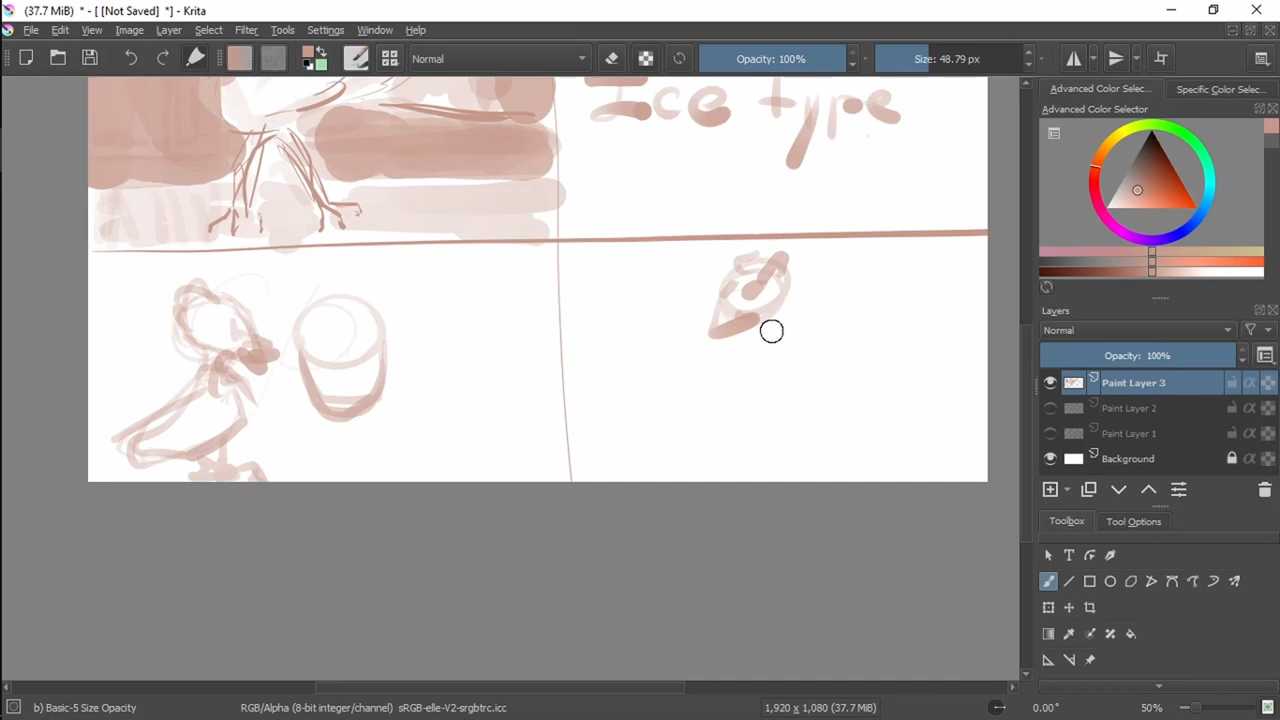 (37.7 MiB) * - [ [Not Saved] *] - Krita
File Edit View Image Layer Select Filter Tools Settings Window Help
Normal
Opacity: 100%
Size: 48.79 px
Advanced Color Selec...
Specific Color Selec...
Advanced Color Selector
Ice type
Layers
Normal
Opacity: 100%
Paint Layer 3
Paint Layer 2
Paint Layer 1
Background
Toolbox
Tool Options
b) Basic-5 Size Opacity
RGB/Alpha (8-bit integer/channel) sRGB-elle-V2-srgbtrc.icc
1,920 x 1,080 (37.7 MiB)
0.00°
50%